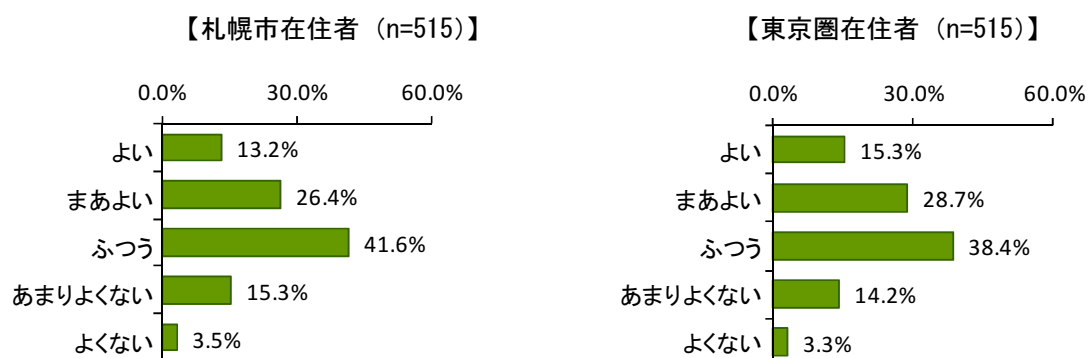 【札幌市在住者（n=515）】
0.0% 30.0% 60.0%
よい 13.2%
まあよい 26.4%
ふつう 41.6%
あまりよくない 15.3%
よくない 3.5%
【東京圏在住者（n=515）】
0.0% 30.0% 60.0%
よい 15.3%
まあよい 28.7%
ふつう 38.4%
あまりよくない 14.2%
よくない 3.3%